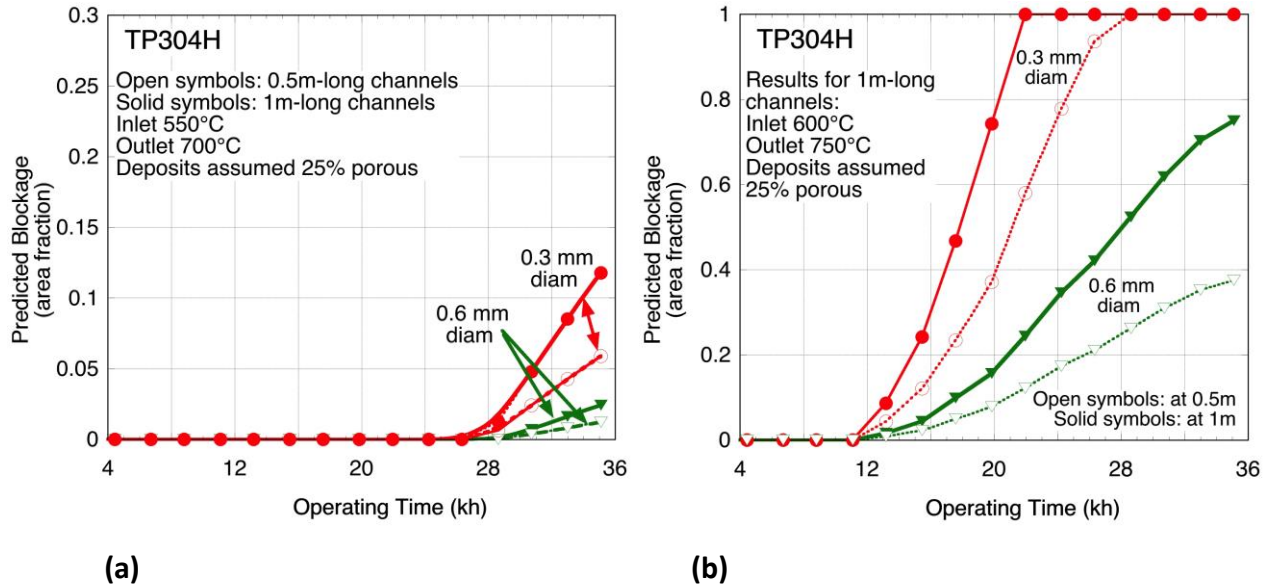 0.3
0.25
0.2
0.15
0.1
0.05
0
Predicted Blockage
(area fraction)
TP304H
Open symbols: 0.5m-long channels
Solid symbols: 1m-long channels
Inlet 550°C
Outlet 700°C
Deposits assumed 25% porous
0.3 mm
diam
0.6 mm
diam
4
12
20
28
36
Operating Time (kh)
(a)
1
0.8
0.6
0.4
0.2
0
Predicted Blockage
(area fraction)
TP304H
Results for 1m-long
channels:
Inlet 600°C
Outlet 750°C
Deposits assumed
25% porous
0.3 mm
diam
0.6 mm
diam
Open symbols: at 0.5m
Solid symbols: at 1m
4
12
20
28
36
Operating Time (kh)
(b)